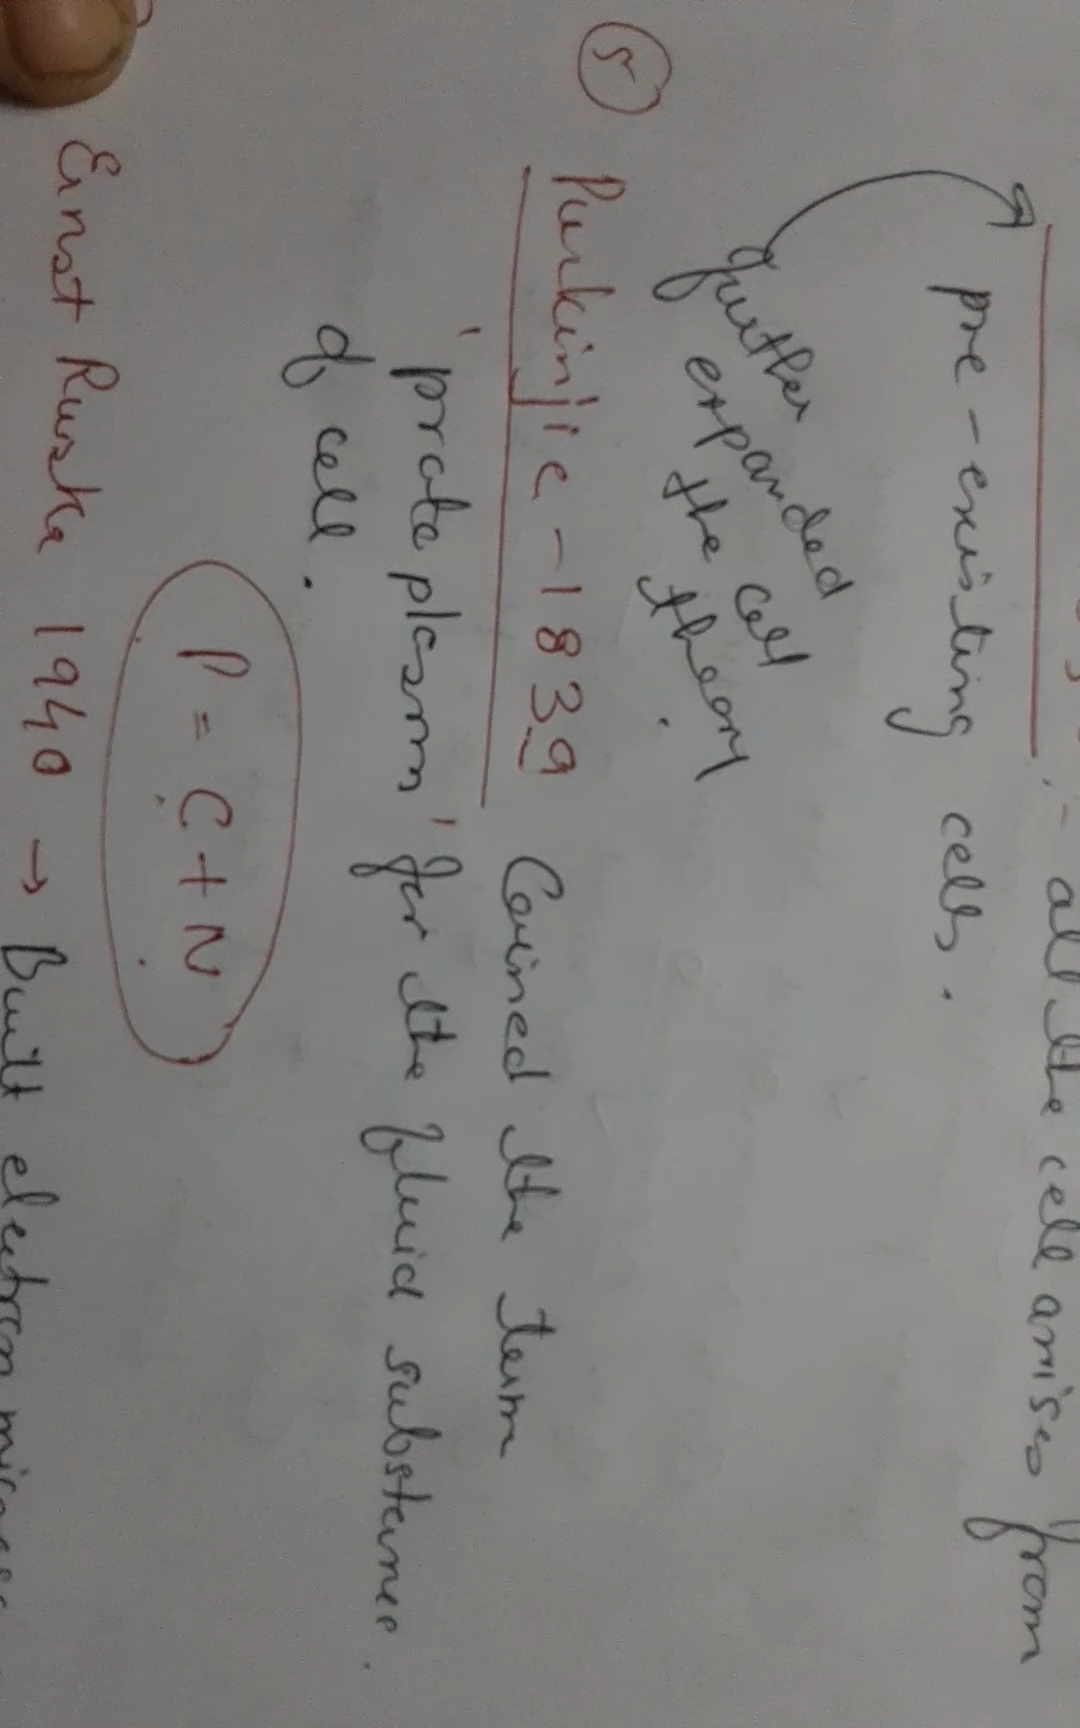 :- all the cell arises from
pre-existing cells.
further
expanded
the cell
theory.
5 Purkinjie - 1839 Coined the term
'protoplasm' for the fluid substance.
of cell.
P = C + N
Ernst Ruska 1940 → Built electron